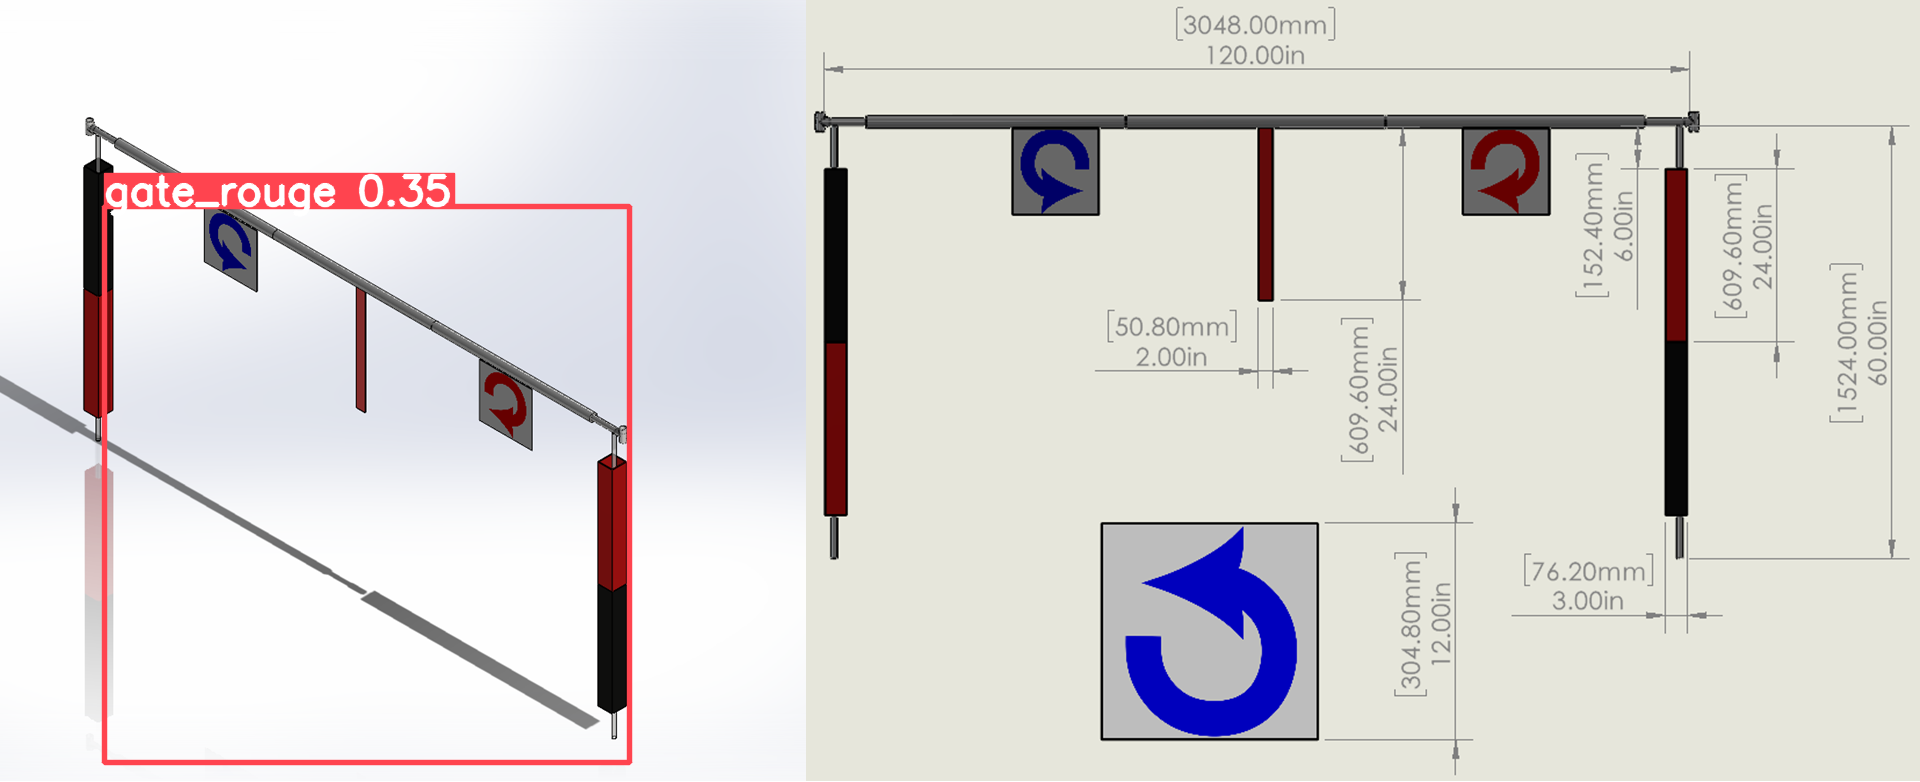 gate_rouge 0.35
[3048.00mm]
120.00in
[152.40mm]
6.00in
[609.60mm]
24.00in
[1524.00mm]
60.00in
[50.80mm]
2.00in
[609.60mm]
24.00in
[304.80mm]
12.00in
[76.20mm]
3.00in